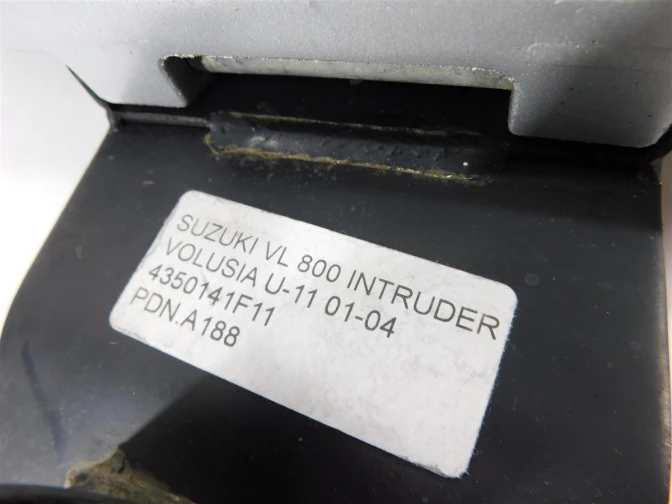 SUZUKI VL 800 INTRUDER
VOLUSIA U-11 01-04
4350141F11
PDN.A188